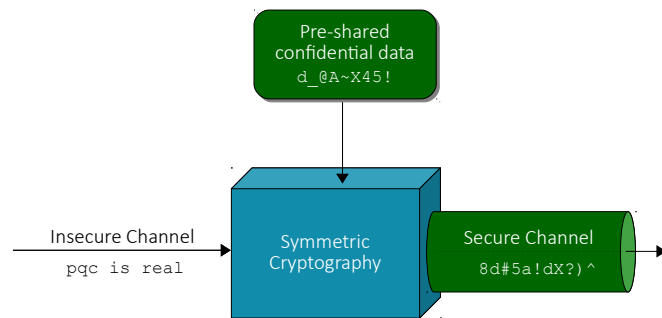 Pre-shared
confidential data
d_@A~X45!
Insecure Channel
pqc is real
Symmetric
Cryptography
Secure Channel
8d#5a!dX?)^